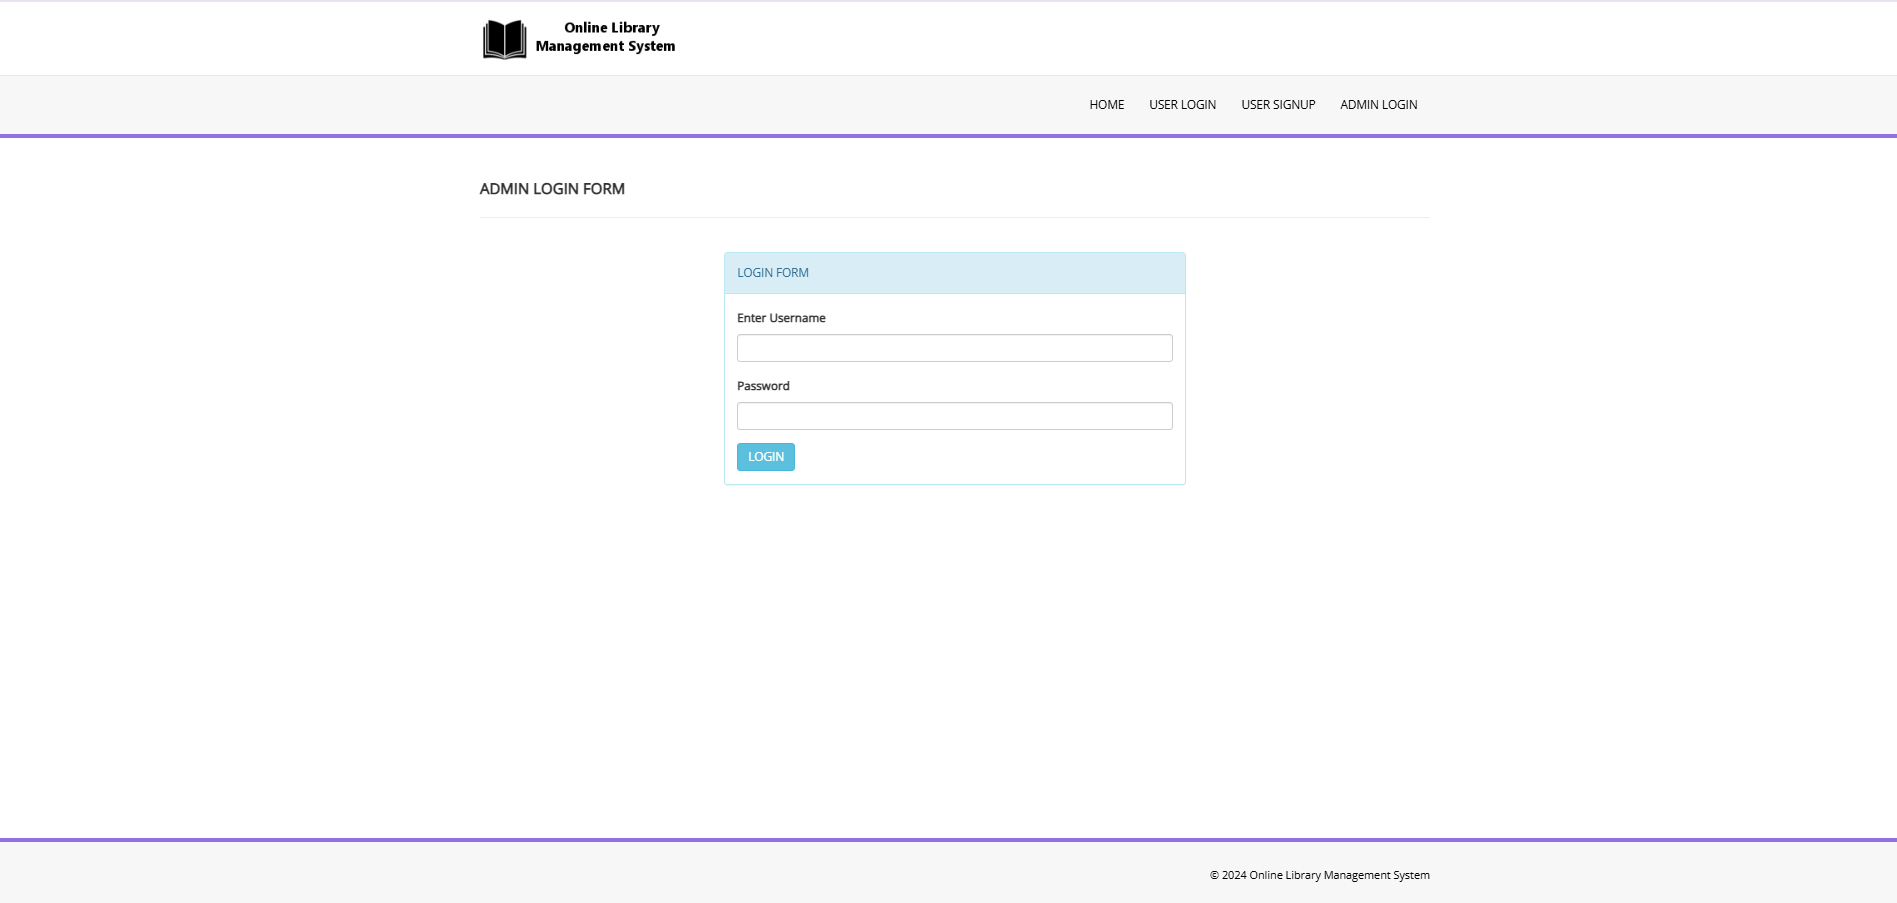 Online Library
Management System
HOME USER LOGIN USER SIGNUP ADMIN LOGIN
ADMIN LOGIN FORM
LOGIN FORM
Enter Username
Password
LOGIN
© 2024 Online Library Management System